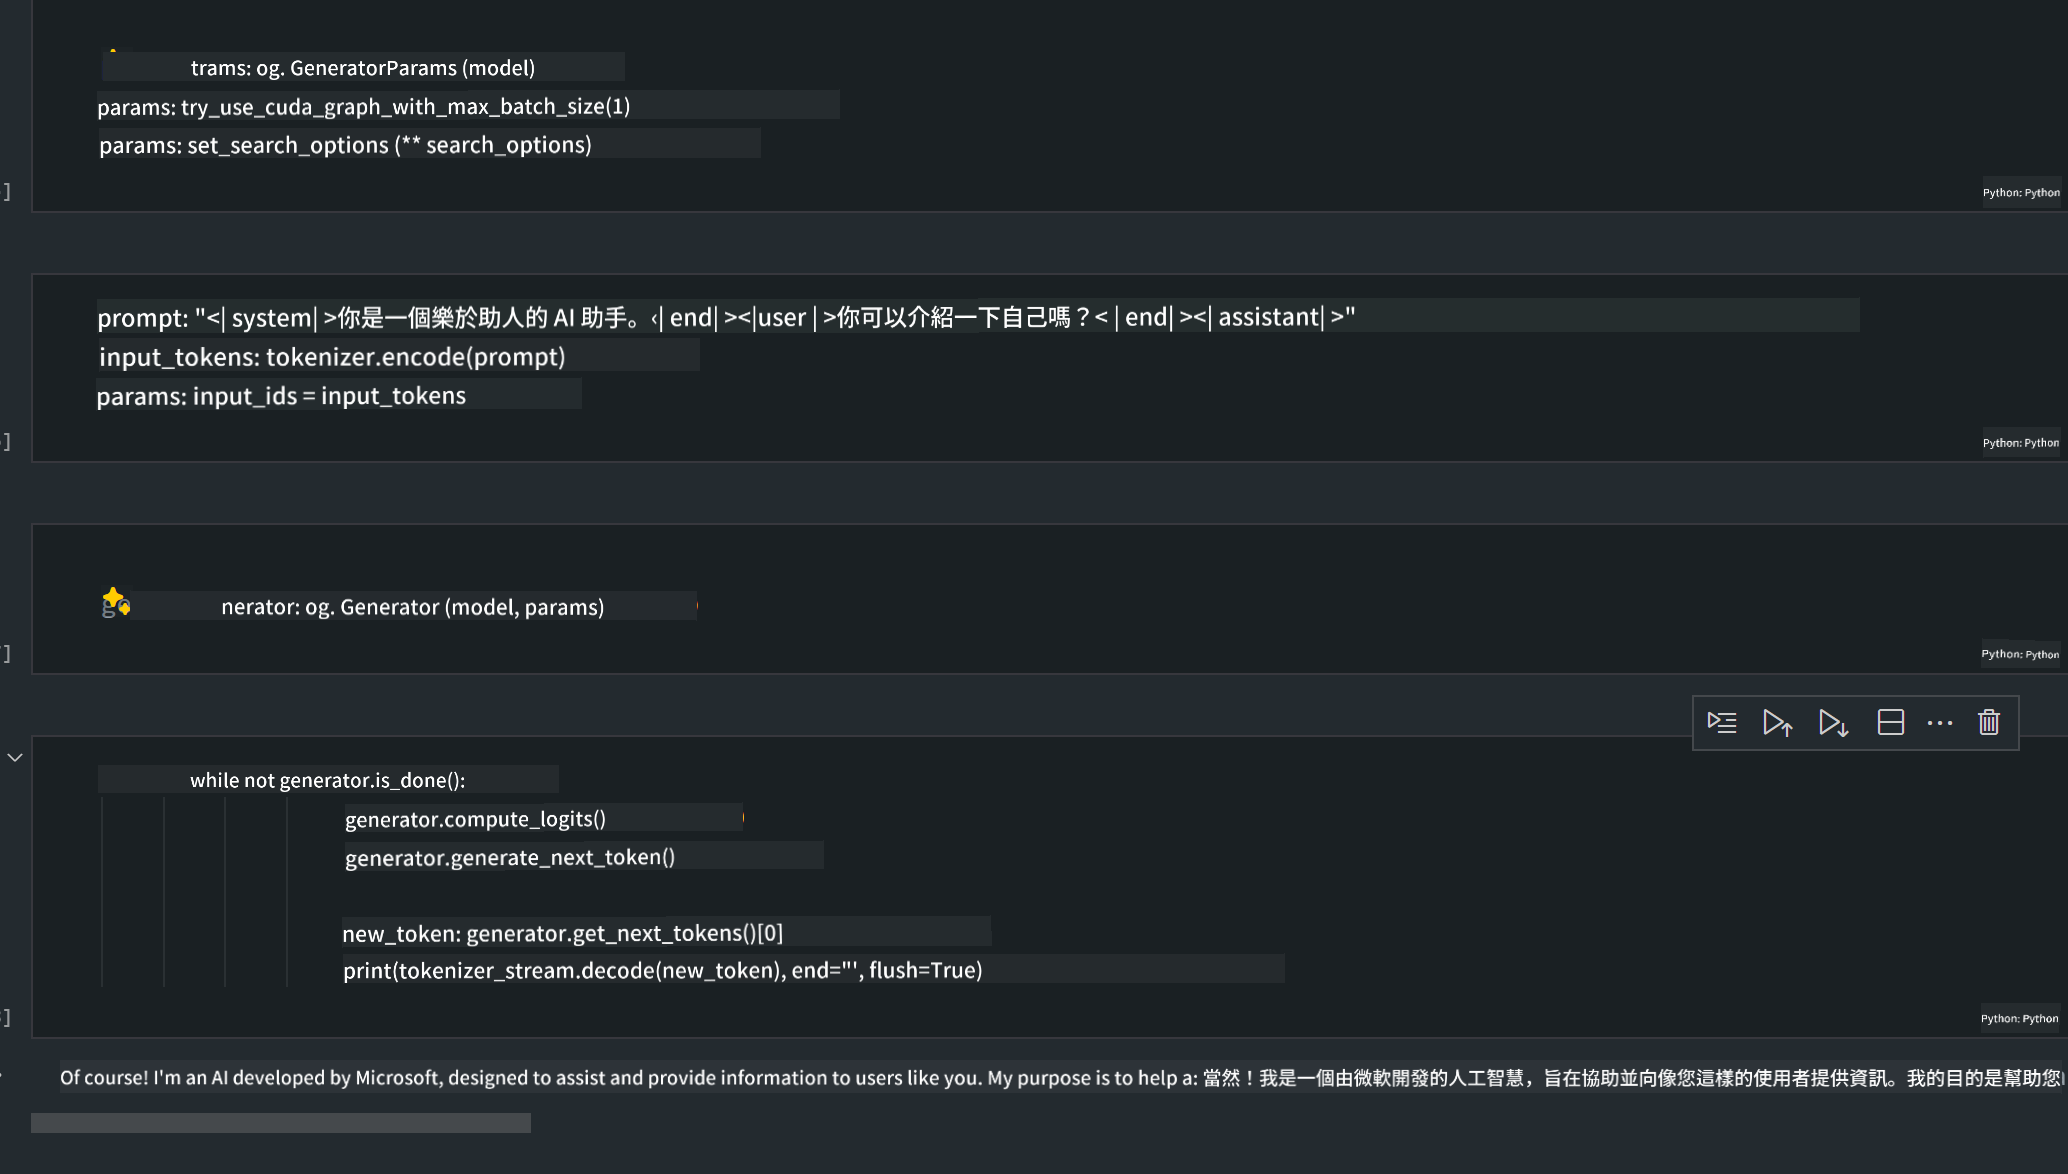 trams: og. GeneratorParams (model)
params: try_use_cuda_graph_with_max_batch_size(1)
params: set_search_options (** search_options)
]
Python: Python
prompt: "<| system| >你是一個樂於助人的 AI 助手。‹| end| ><|user | >你可以介紹一下自己嗎？< | end| ><| assistant| >"
input_tokens: tokenizer.encode(prompt)
params: input_ids = input_tokens
]
Python: Python
nerator: og. Generator (model, params)
]
Python: Python
while not generator.is_done():
generator.compute_logits()
generator.generate_next_token()
new_token: generator.get_next_tokens()[0]
print(tokenizer_stream.decode(new_token), end="', flush=True)
]
Python: Python
Of course! I'm an AI developed by Microsoft, designed to assist and provide information to users like you. My purpose is to help a: 當然！我是一個由微軟開發的人工智慧，旨在協助並向像您這樣的使用者提供資訊。我的目的是幫助您